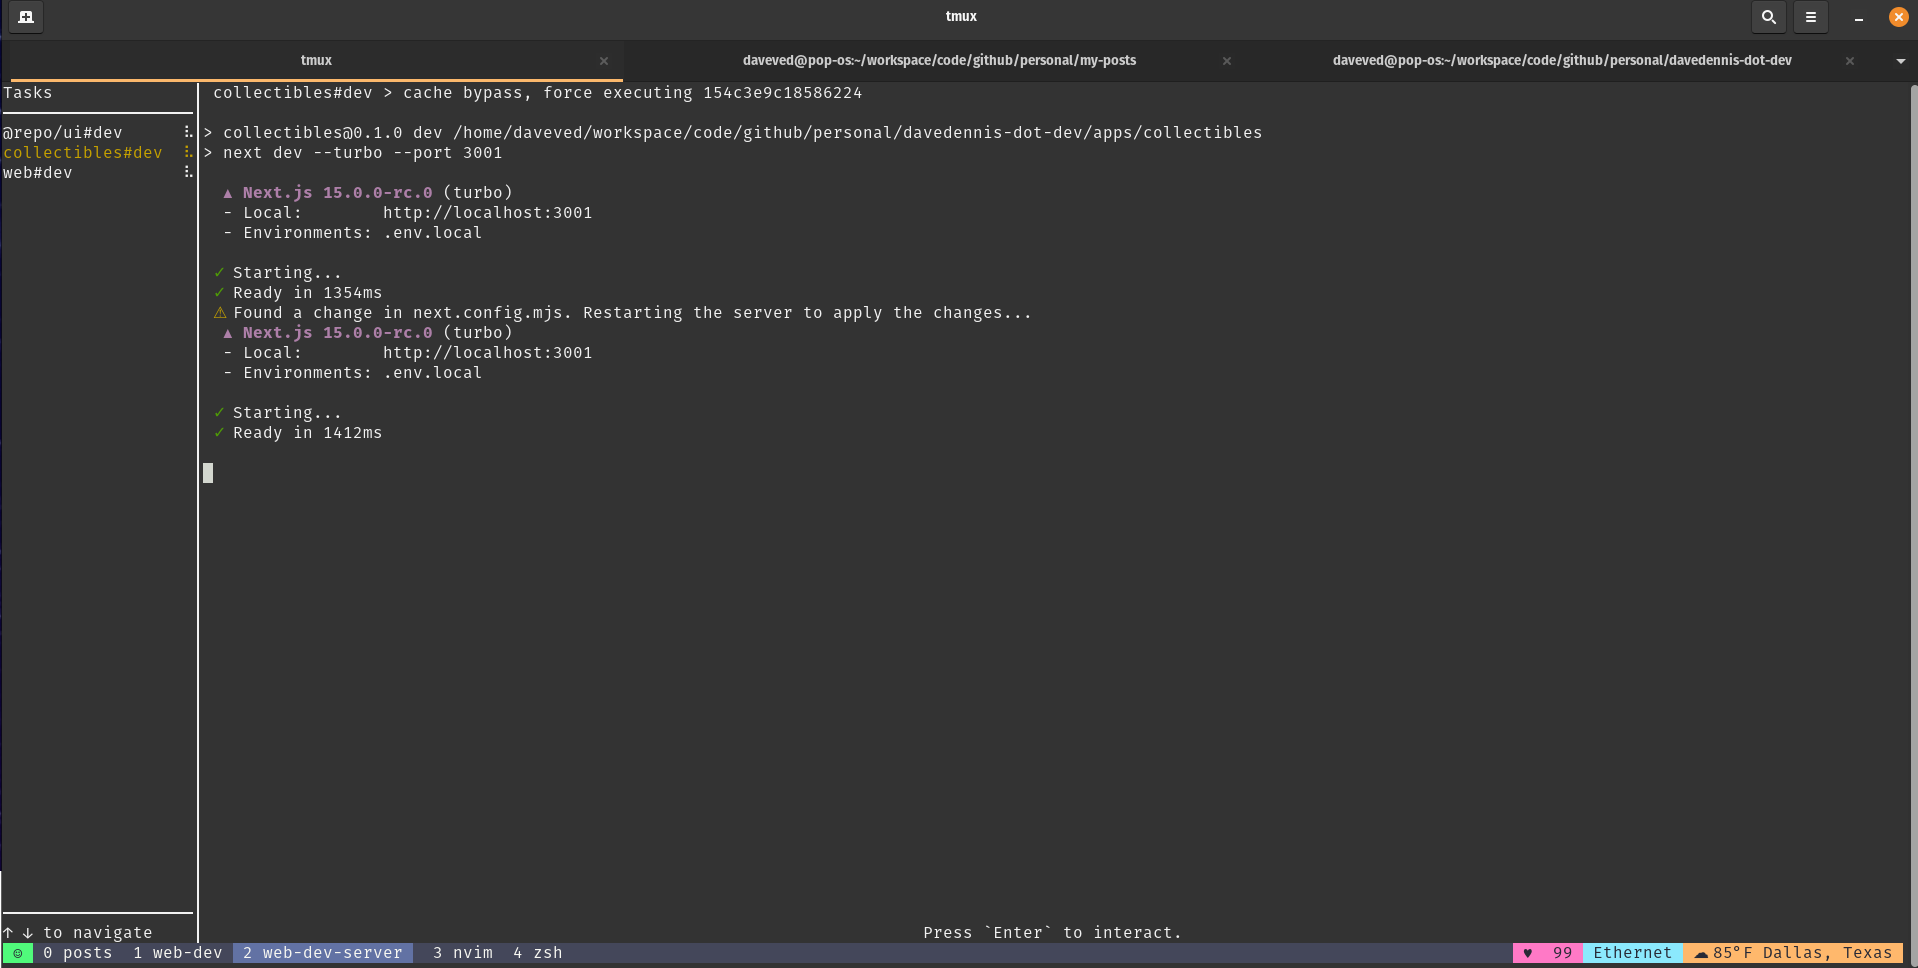 tmux
tmux
daveved@pop-os:~/workspace/code/github/personal/my-posts
daveved@pop-os:~/workspace/code/github/personal/davedennis-dot-dev
Tasks
@repo/ui#dev
collectibles#dev
web#dev
collectibles#dev > cache bypass, force executing 154c3e9c18586224
> collectibles@0.1.0 dev /home/daveved/workspace/code/github/personal/davedennis-dot-dev/apps/collectibles
> next dev --turbo --port 3001
▲ Next.js 15.0.0-rc.0 (turbo)
- Local:        http://localhost:3001
- Environments: .env.local
✓ Starting...
✓ Ready in 1354ms
⚠ Found a change in next.config.mjs. Restarting the server to apply the changes...
▲ Next.js 15.0.0-rc.0 (turbo)
- Local:        http://localhost:3001
- Environments: .env.local
✓ Starting...
✓ Ready in 1412ms
↑ ↓ to navigate
Press `Enter` to interact.
☺ 0 posts  1 web-dev  2 web-dev-server  3 nvim  4 zsh
♥  99  Ethernet  ☁ 85°F Dallas, Texas